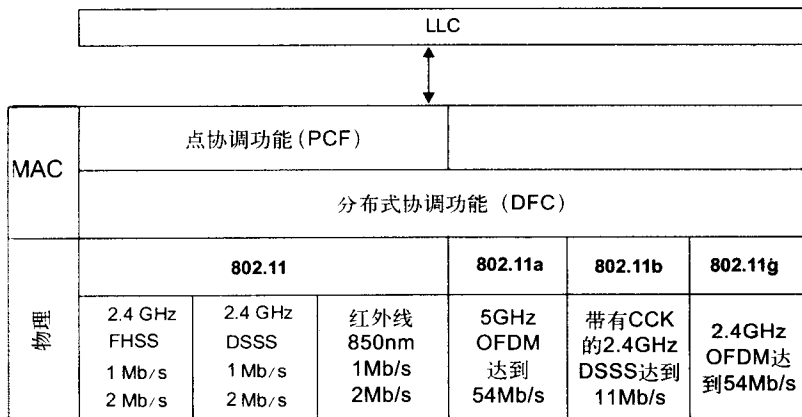 LLC
点协调功能(PCF)
MAC
分布式协调功能 (DFC)
物理
802.11
802.11a
802.11b
802.11g
2.4 GHz
FHSS
1 Mb/s
2 Mb/s
2.4 GHz
DSSS
1 Mb/s
2 Mb/s
红外线
850nm
1Mb/s
2Mb/s
5GHz
OFDM
达到
54Mb/s
带有CCK
的2.4GHz
DSSS达到
11Mb/s
2.4GHz
OFDM达
到54Mb/s